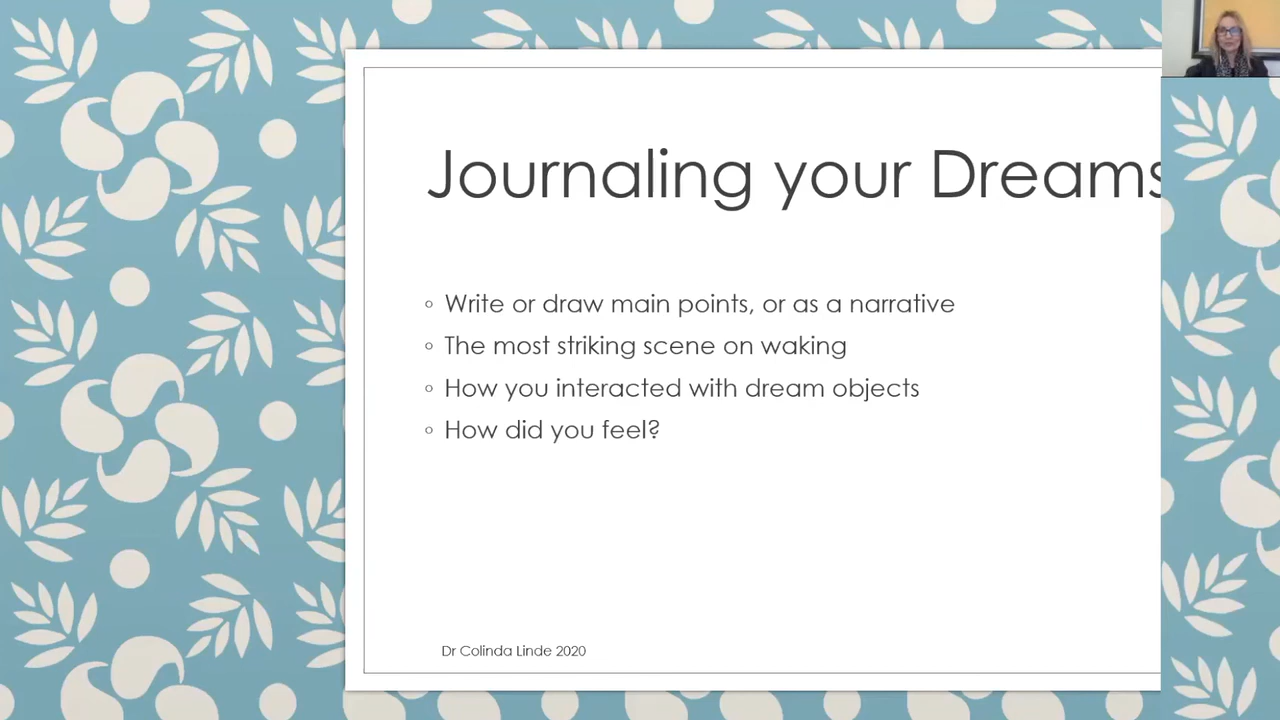 Journaling your Dreams
Write or draw main points, or as a narrative
The most striking scene on waking
How you interacted with dream objects
How did you feel?
Dr Colinda Linde 2020